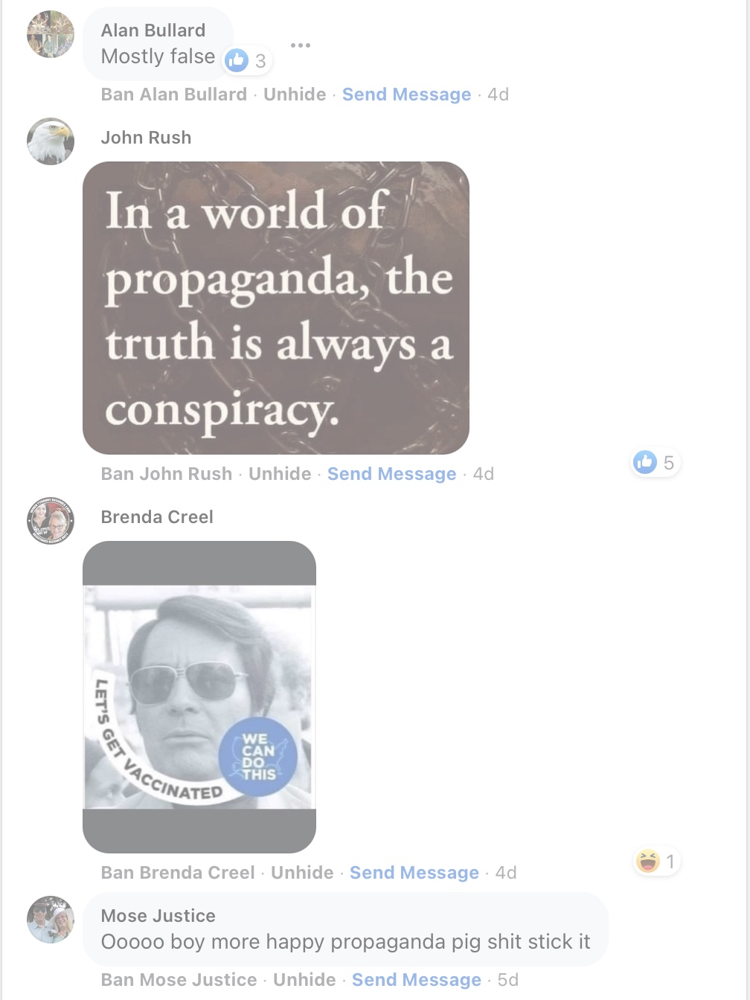 Alan Bullard
Mostly false
3
Ban Alan Bullard · Unhide · Send Message · 4d
John Rush
In a world of
propaganda, the
truth is always a
conspiracy.
Ban John Rush · Unhide · Send Message · 4d
5
Brenda Creel
LET'S GET VACCINATED
WE
CAN
DO
THIS
Ban Brenda Creel · Unhide · Send Message · 4d
1
Mose Justice
Ooooo boy more happy propaganda pig shit stick it
Ban Mose Justice · Unhide · Send Message · 5d